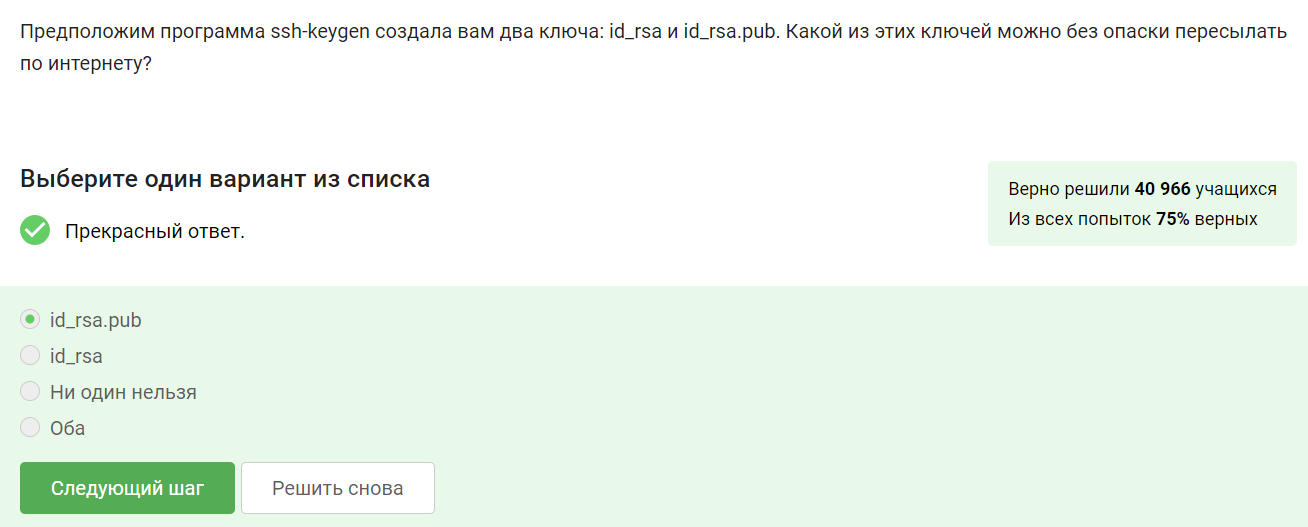 Предположим программа ssh-keygen создала вам два ключа: id_rsa и id_rsa.pub. Какой из этих ключей можно без опаски пересылать
по интернету?
Выберите один вариант из списка
Прекрасный ответ.
Верно решили 40 966 учащихся
Из всех попыток 75% верных
id_rsa.pub
id_rsa
Ни один нельзя
Оба
Следующий шаг
Решить снова